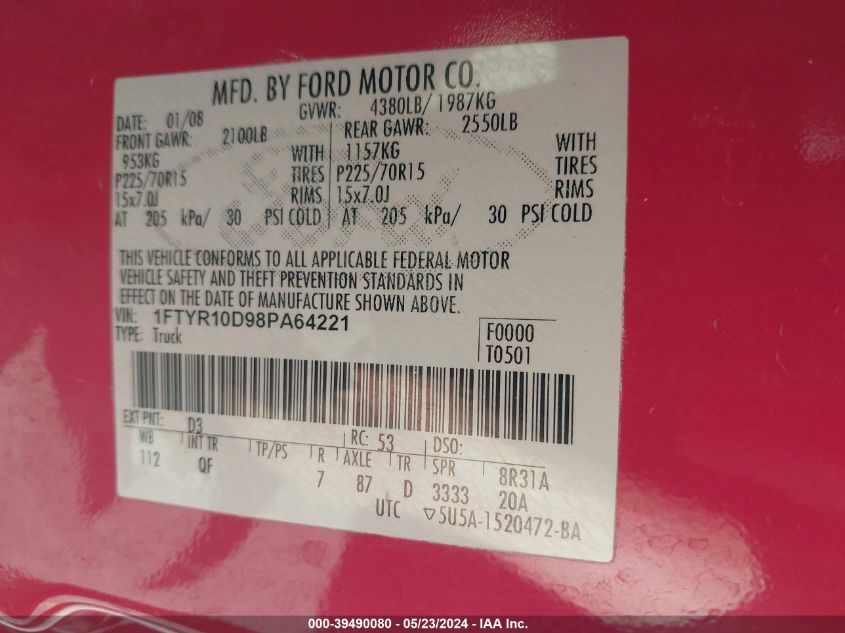 MFD. BY FORD MOTOR CO.
DATE: 01/08 GVWR: 4380LB/ 1987KG
FRONT GAWR: 2100LB REAR GAWR: 2550LB
953KG WITH 1157KG WITH
P225/70R15 TIRES P225/70R15 TIRES
15x7.0J RIMS 15x7.0J RIMS
AT 205 kPa/ 30 PSI COLD AT 205 kPa/ 30 PSI COLD
THIS VEHICLE CONFORMS TO ALL APPLICABLE FEDERAL MOTOR
VEHICLE SAFETY AND THEFT PREVENTION STANDARDS IN
EFFECT ON THE DATE OF MANUFACTURE SHOWN ABOVE.
VIN: 1FTYR10D98PA64221 F0000
TYPE: Truck T0501
EXT PNT: D3 RC: 53 DSO:
WB INT TR TP/PS R AXLE TR SPR 8R31A
112 QF 7 87 D 3333 20A
UTC ▽5U5A-1520472-BA
000-39490080 - 05/23/2024 - IAA Inc.